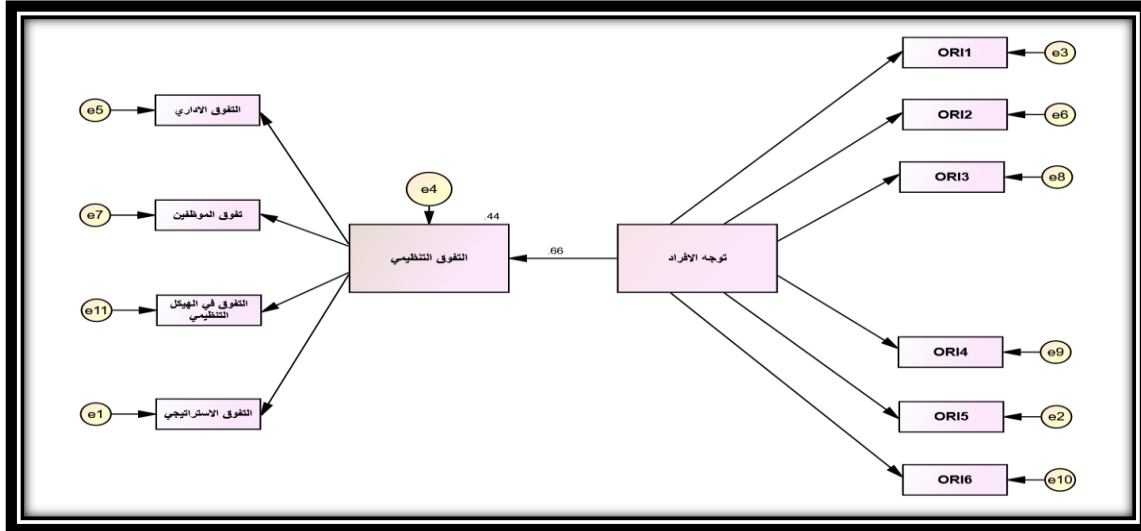 ORI1
e3
ORI2
e6
ORI3
e8
التفوق الاداري
e5
تفوق الموظفين
e7
e4
.44
التفوق التنظيمي
.66
توجه الافراد
التفوق في الهيكل
التنظيمي
e11
التفوق الاستراتيجي
e1
ORI4
e9
ORI5
e2
ORI6
e10